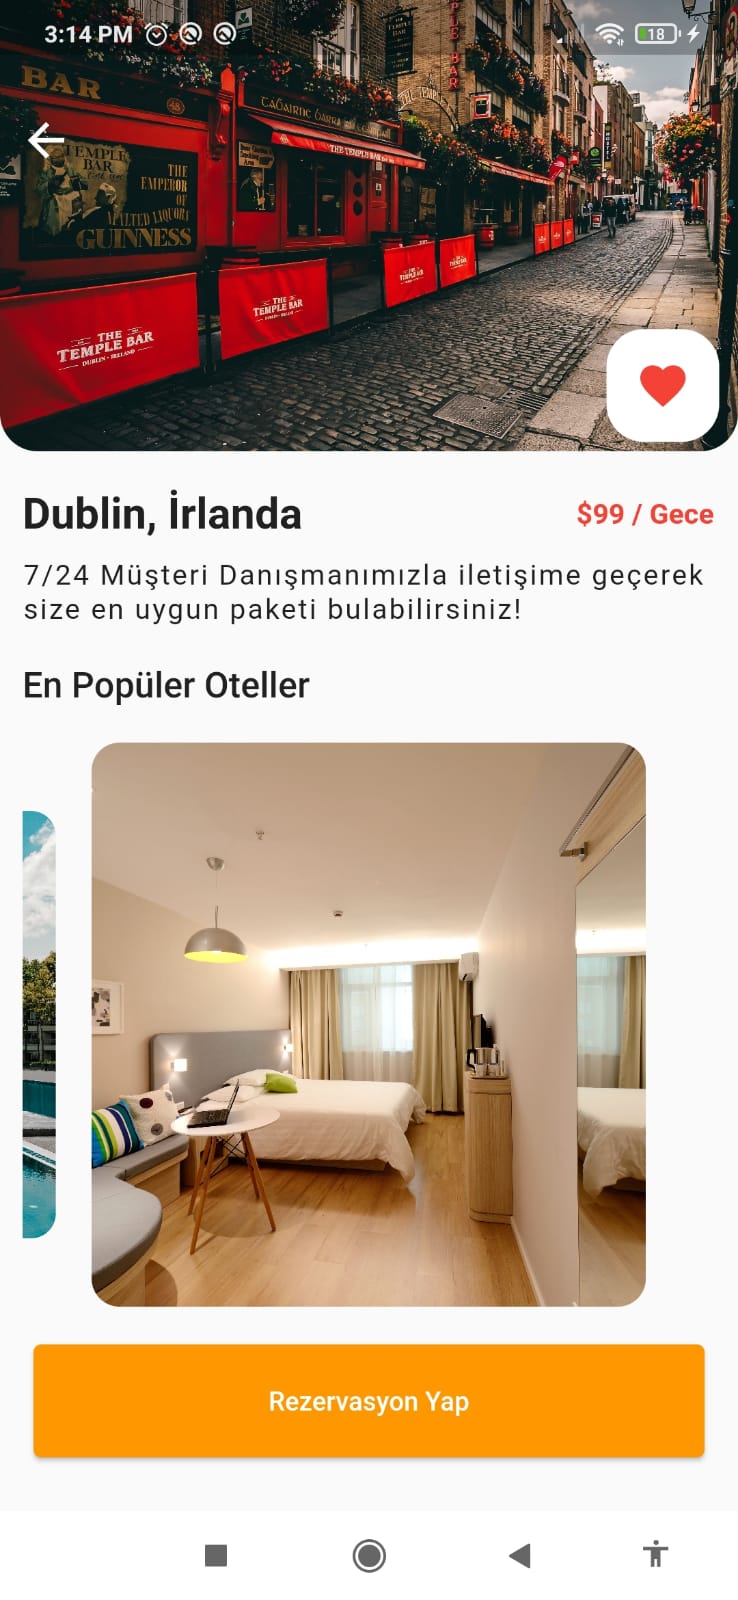 3:14 PM
18
BAR
48
TEMPLE
BAR
THE
EMPEROR
OF
MALTED LIQUORS
GUINNESS
THE TEMPLE BAR
THE
TEMPLE BAR
DUBLIN - IRELAND
THE
TEMPLE BAR
Dublin, İrlanda
$99 / Gece
7/24 Müşteri Danışmanımızla iletişime geçerek
size en uygun paketi bulabilirsiniz!
En Popüler Oteller
Rezervasyon Yap